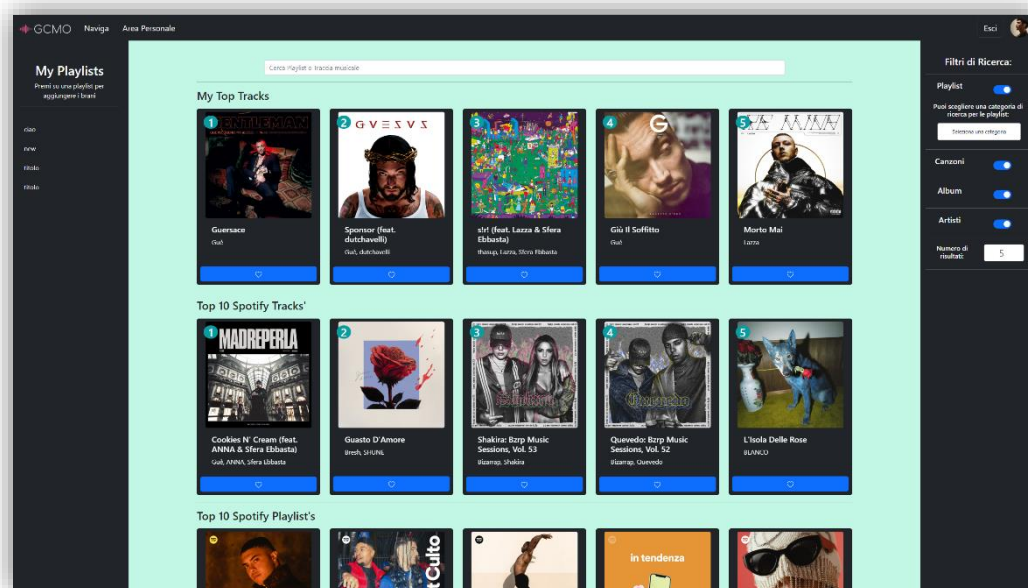 GCMO Naviga Area Personale Esci
My Playlists
Premi su una playlist per
aggiungere i brani
ciao
new
titolo
titolo
Cerca Playlist o Traccia musicale
My Top Tracks
1
GENTLEMAN
Guersace
Guè
2
GVESVS
Sponsor (feat.
dutchavelli)
Guè, dutchavelli
3
s!r! (feat. Lazza & Sfera
Ebbasta)
thasup, Lazza, Sfera Ebbasta
4
G
Giù Il Soffitto
Guè
5
Morto Mai
Lazza
Top 10 Spotify Tracks'
1
MADREPERLA
Cookies N' Cream (feat.
ANNA & Sfera Ebbasta)
Guè, ANNA, Sfera Ebbasta
2
Guasto D'Amore
Bresh, SHUNE
3
Shakira: Bzrp Music
Sessions, Vol. 53
Bizarrap, Shakira
4
Quevedo
Quevedo: Bzrp Music
Sessions, Vol. 52
Bizarrap, Quevedo
5
L'Isola Delle Rose
BLANCO
Top 10 Spotify Playlist's
t Culto
in tendenza
Filtri di Ricerca:
Playlist
Puoi scegliere una categoria di
ricerca per le playlist:
Seleziona una categoria
Canzoni
Album
Artisti
Numero di
risultati:
5